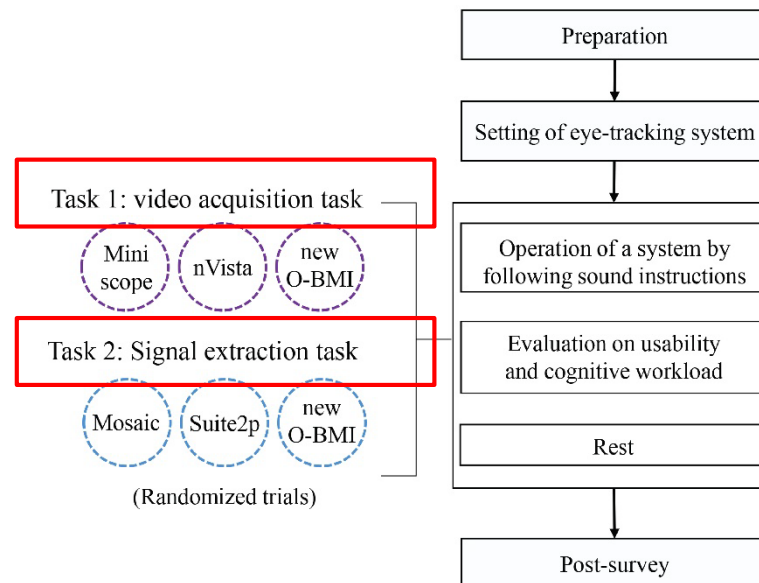 Preparation
Setting of eye-tracking system
Task 1: video acquisition task
Mini
scope
nVista
new
O-BMI
Task 2: Signal extraction task
Mosaic
Suite2p
new
O-BMI
(Randomized trials)
Operation of a system by
following sound instructions
Evaluation on usability
and cognitive workload
Rest
Post-survey